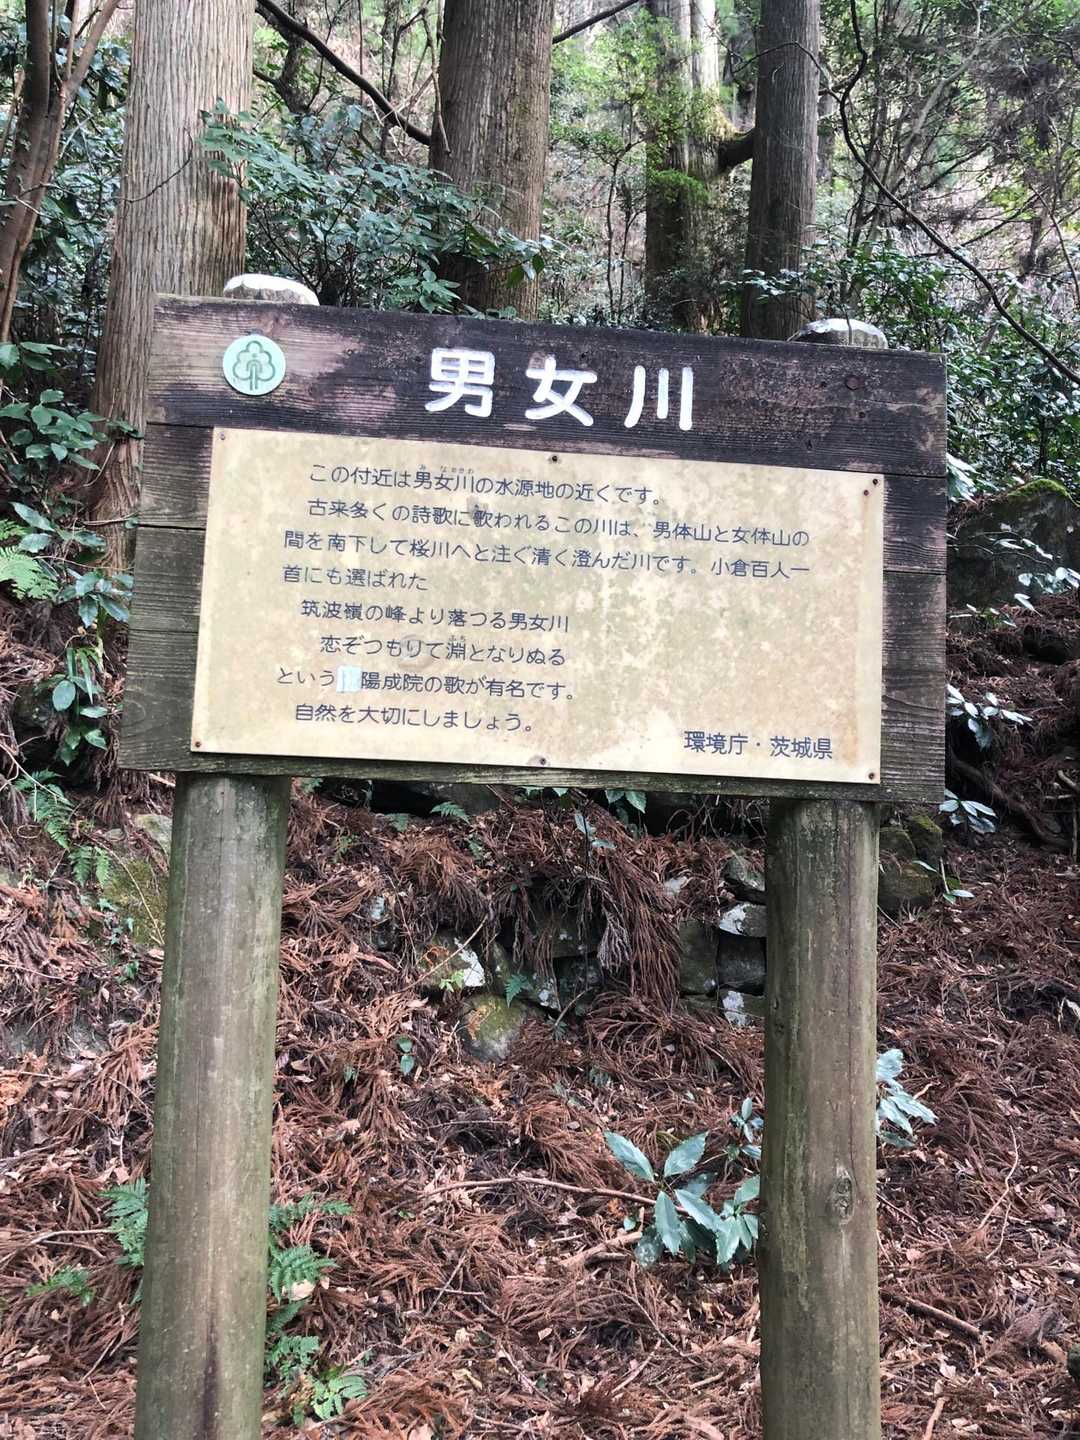 男女川
この付近は男女川の水源地の近くです。
古来多くの詩歌に歌われるこの川は、男体山と女体山の
間を南下して桜川へと注ぐ清く澄んだ川です。小倉百人一
首にも選ばれた
筑波嶺の峰より落つる男女川
恋ぞつもりて淵となりぬる
という 陽成院の歌が有名です。
自然を大切にしましょう。
環境庁・茨城県